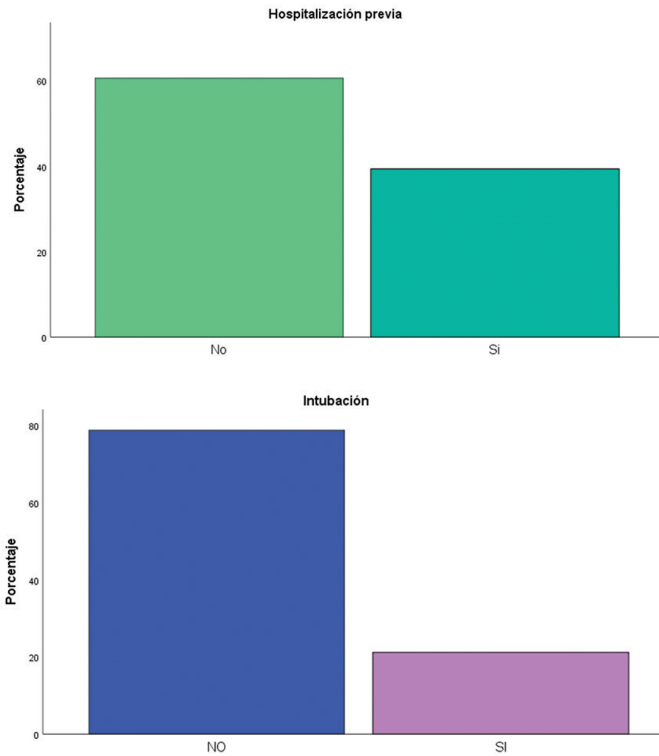 Hospitalización previa
Porcentaje
60
40
20
0
No
Si
Intubación
Porcentaje
80
60
40
20
0
NO
SI